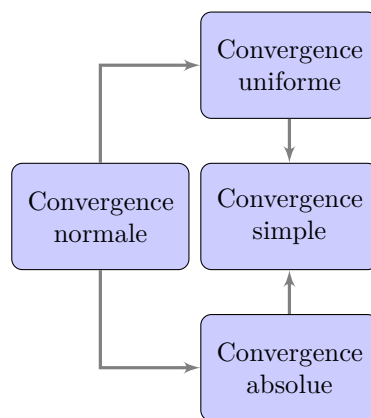 Convergence
uniforme
Convergence
normale
Convergence
simple
Convergence
absolue